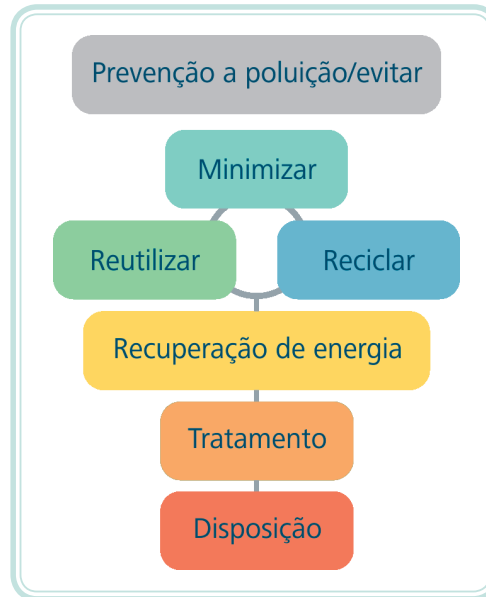 Prevenção a poluição/evitar
Minimizar
Reutilizar
Reciclar
Recuperação de energia
Tratamento
Disposição